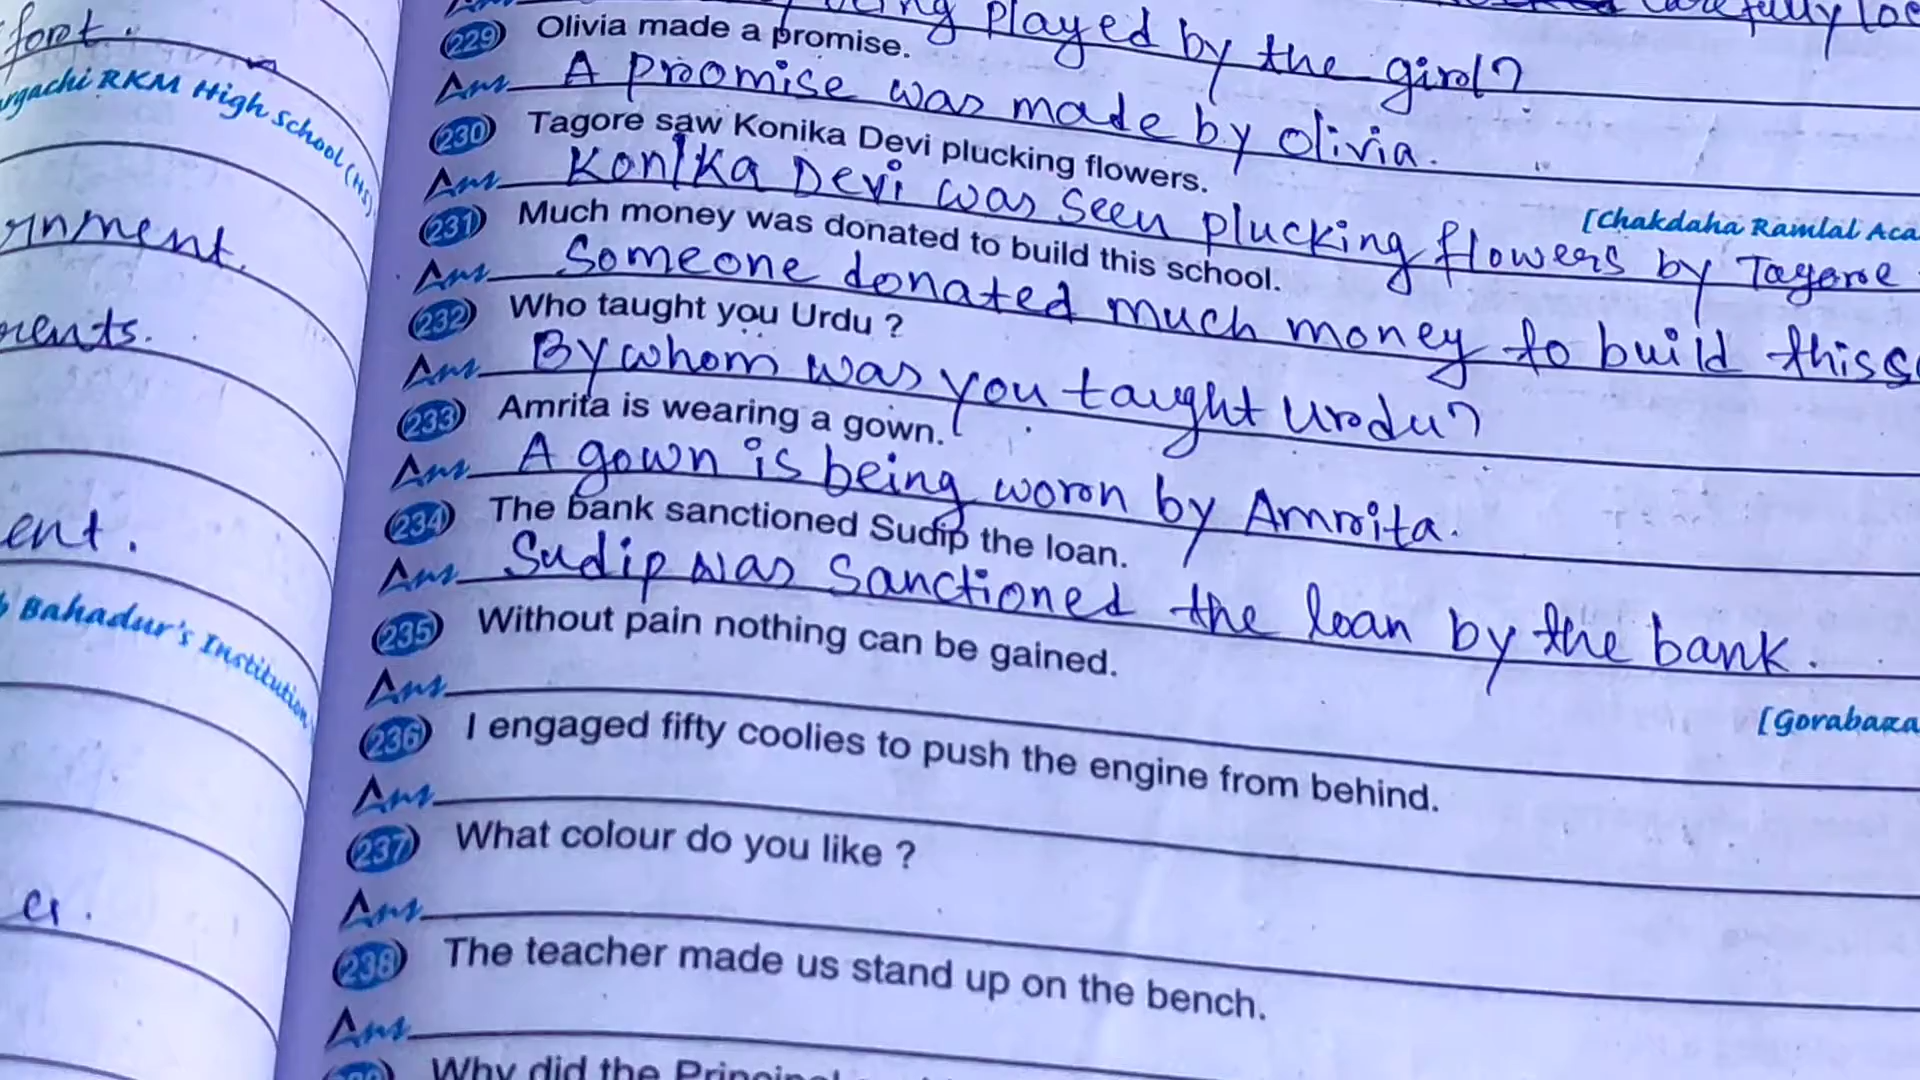 being played by the girl?
carefully
fort.
(229) Olivia made a promise.
Ans. A promise was made by Olivia.
RKM High School (HS)
(230) Tagore saw Konika Devi plucking flowers.
[Chakdaha Ramlal Aca
Ans. Konika Devi was seen plucking flowers by Tagore
(231) Much money was donated to build this school.
Ans. Someone donated much money to build this
(232) Who taught you Urdu ?
Ans. By whom was you taught Urdu?
(233) Amrita is wearing a gown.
Ans. A gown is being worn by Amrita.
(234) The bank sanctioned Sudip the loan.
Ans. Sudip was sanctioned the loan by the bank.
Bahadur's Institution
(235) Without pain nothing can be gained.
Ans.
[Gorabaza
(236) I engaged fifty coolies to push the engine from behind.
Ans.
(237) What colour do you like ?
Ans.
(238) The teacher made us stand up on the bench.
Ans.
Why did the